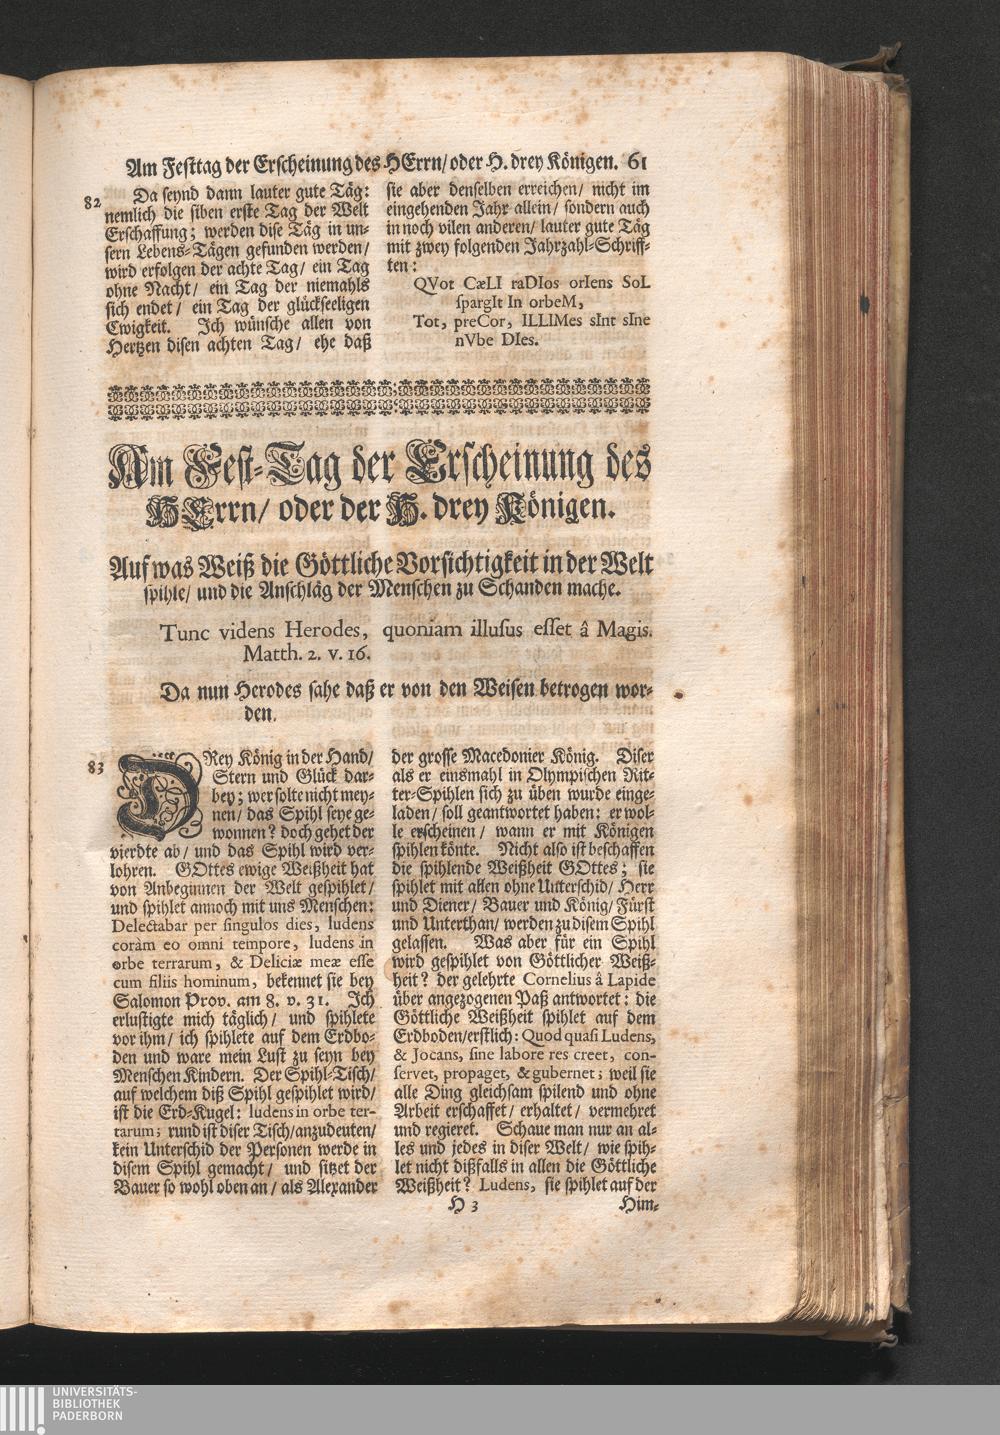 Am Festtag der Erscheinung des HErrn/ oder H. drey Königen. 61
82 Da seynd dann lauter gute Täg:
nemlich die siben erste Tag der Welt
Erschaffung; werden dise Täg in un-
sern Lebens-Tägen gefunden werden/
wird erfolgen der achte Tag/ ein Tag
ohne Nacht/ ein Tag der niemahls
sich endet/ ein Tag der glückseeligen
Ewigkeit. Ich wünsche allen von
Hertzen disen achten Tag/ ehe daß
sie aber denselben erreichen/ nicht im
eingehenden Jahr allein/ sondern auch
in noch vilen anderen/ lauter gute Täg
mit zwey folgenden Jahrzahl-Schriff-
ten:
QVot CæLI raDIos orIens SoL
spargIt In orbeM,
Tot, preCor, ILLIMes sInt sIne
nVbe DIes.
Am Fest-Tag der Erscheinung des
HErrn/ oder der H. drey Königen.
Auf was Weiß die Göttliche Vorsichtigkeit in der Welt
spihle/ und die Anschläg der Menschen zu Schanden mache.
Tunc videns Herodes, quoniam illusus esset â Magis.
Matth. 2. v. 16.
Da nun Herodes sahe daß er von den Weisen betrogen wor-
den.
83 DRey König in der Hand/
Stern und Glück dar-
bey; wer solte nicht mey-
nen/ das Spihl seye ge-
wonnen? doch gehet der
vierdte ab/ und das Spihl wird ver-
lohren. GOttes ewige Weißheit hat
von Anbeginnen der Welt gespihlet/
und spihlet annoch mit uns Menschen:
Delectabar per singulos dies, ludens
coram eo omni tempore, ludens in
orbe terrarum, & Deliciæ meæ esse
cum filiis hominum, bekennet sie bey
Salomon Prov. am 8. v. 31. Ich
erlustigte mich täglich/ und spihlete
vor ihm/ ich spihlete auf dem Erdbo-
den und ware mein Lust zu seyn bey
Menschen Kindern. Der Spihl-Tisch/
auf welchem diß Spihl gespihlet wird/
ist die Erd-Kugel: ludens in orbe ter-
rarum; rund ist diser Tisch/ anzudeuten/
kein Unterschid der Personen werde in
disem Spihl gemacht/ und sitzet der
Bauer so wohl oben an/ als Alexander
der grosse Macedonier König. Diser
als er einsmahl in Olympischen Rit-
ter-Spihlen sich zu üben wurde einge-
laden/ soll geantwortet haben: er wol-
le erscheinen/ wann er mit Königen
spihlen könte. Nicht also ist beschaffen
die spihlende Weißheit GOttes; sie
spihlet mit allen ohne Unterschid/ Herr
und Diener/ Bauer und König/ Fürst
und Unterthan/ werden zu disem Spihl
gelassen. Was aber für ein Spihl
wird gespihlet von Göttlicher Weiß-
heit? der gelehrte Cornelius â Lapide
über angezogenen Paß antwortet: die
Göttliche Weißheit spihlet auf dem
Erdboden/ erstlich: Quod quasi Ludens,
& Jocans, sine labore res creet, con-
servet, propaget, & gubernet; weil sie
alle Ding gleichsam spilend und ohne
Arbeit erschaffet/ erhaltet/ vermehret
und regieret. Schaue man nur an al-
les und jedes in diser Welt/ wie spih-
let nicht dißfalls in allen die Göttliche
Weißheit? Ludens, sie spihlet auf der
H 3 Him-
UNIVERSITÄTS-
BIBLIOTHEK
PADERBORN